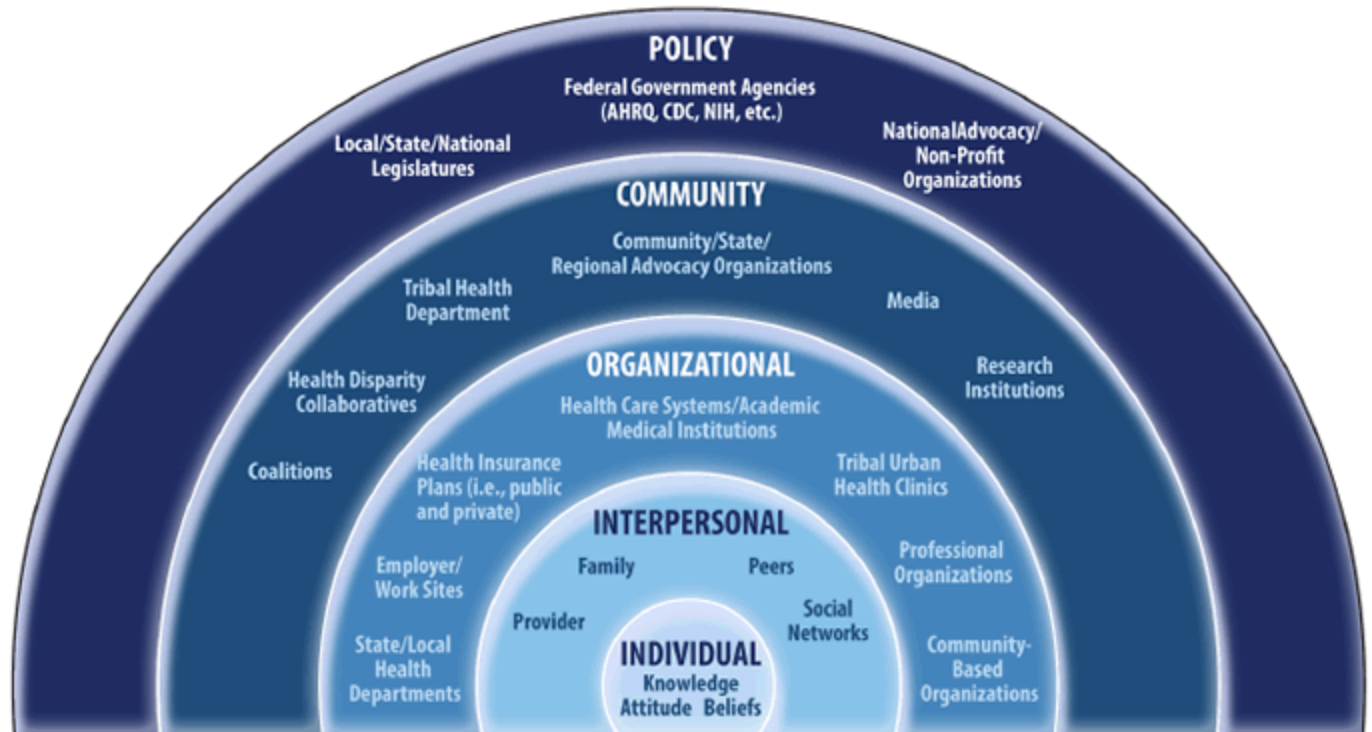 POLICY
Federal Government Agencies
(AHRQ, CDC, NIH, etc.)
Local/State/National
Legislatures
NationalAdvocacy/
Non-Profit
Organizations
COMMUNITY
Community/State/
Regional Advocacy Organizations
Tribal Health
Department
Media
Health Disparity
Collaboratives
Research
Institutions
Coalitions
ORGANIZATIONAL
Health Care Systems/Academic
Medical Institutions
Health Insurance
Plans (i.e., public
and private)
Tribal Urban
Health Clinics
Employer/
Work Sites
Professional
Organizations
State/Local
Health
Departments
Community-
Based
Organizations
INTERPERSONAL
Family
Peers
Provider
Social
Networks
INDIVIDUAL
Knowledge
Attitude Beliefs